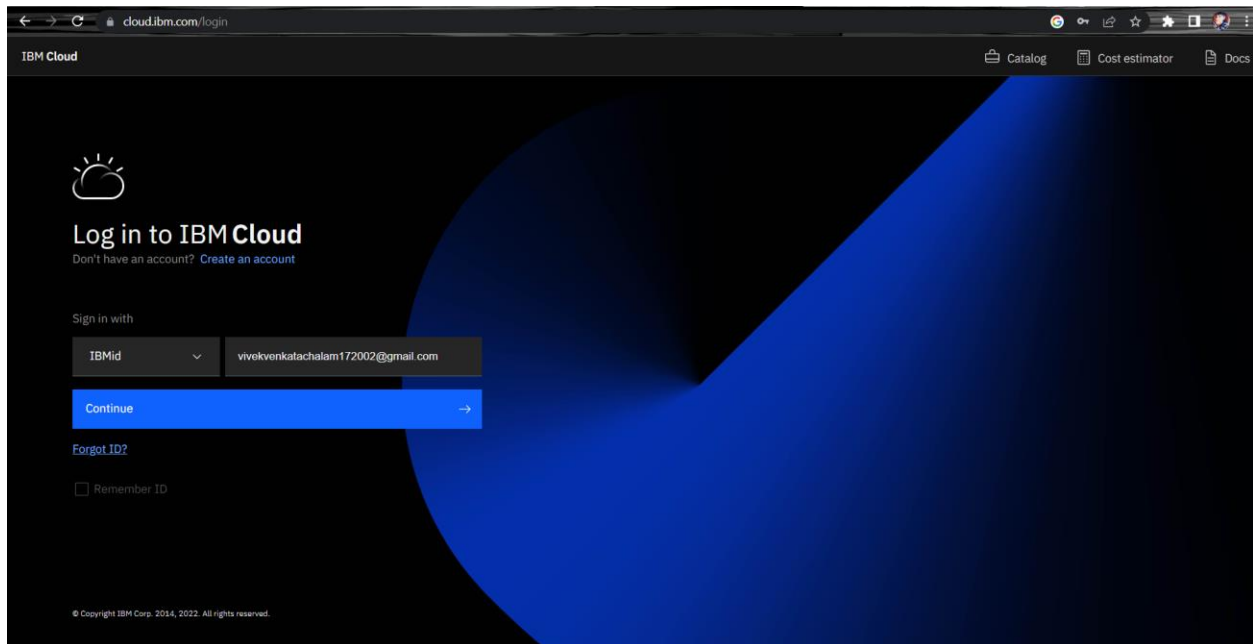 cloud.ibm.com/login
IBM Cloud
Catalog
Cost estimator
Docs
Log in to IBM Cloud
Don't have an account? Create an account
Sign in with
IBMid
vivekvenkatachalam172002@gmail.com
Continue
Forgot ID?
Remember ID
© Copyright IBM Corp. 2014, 2022. All rights reserved.